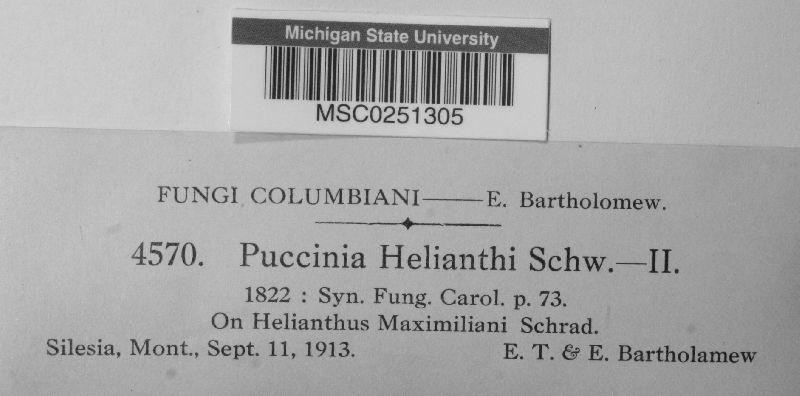 Michigan State University
MSC0251305
FUNGI COLUMBIANI——E. Bartholomew.
4570. Puccinia Helianthi Schw.—II.
1822 : Syn. Fung. Carol. p. 73.
On Helianthus Maximiliani Schrad.
Silesia, Mont., Sept. 11, 1913. E. T. & E. Bartholamew